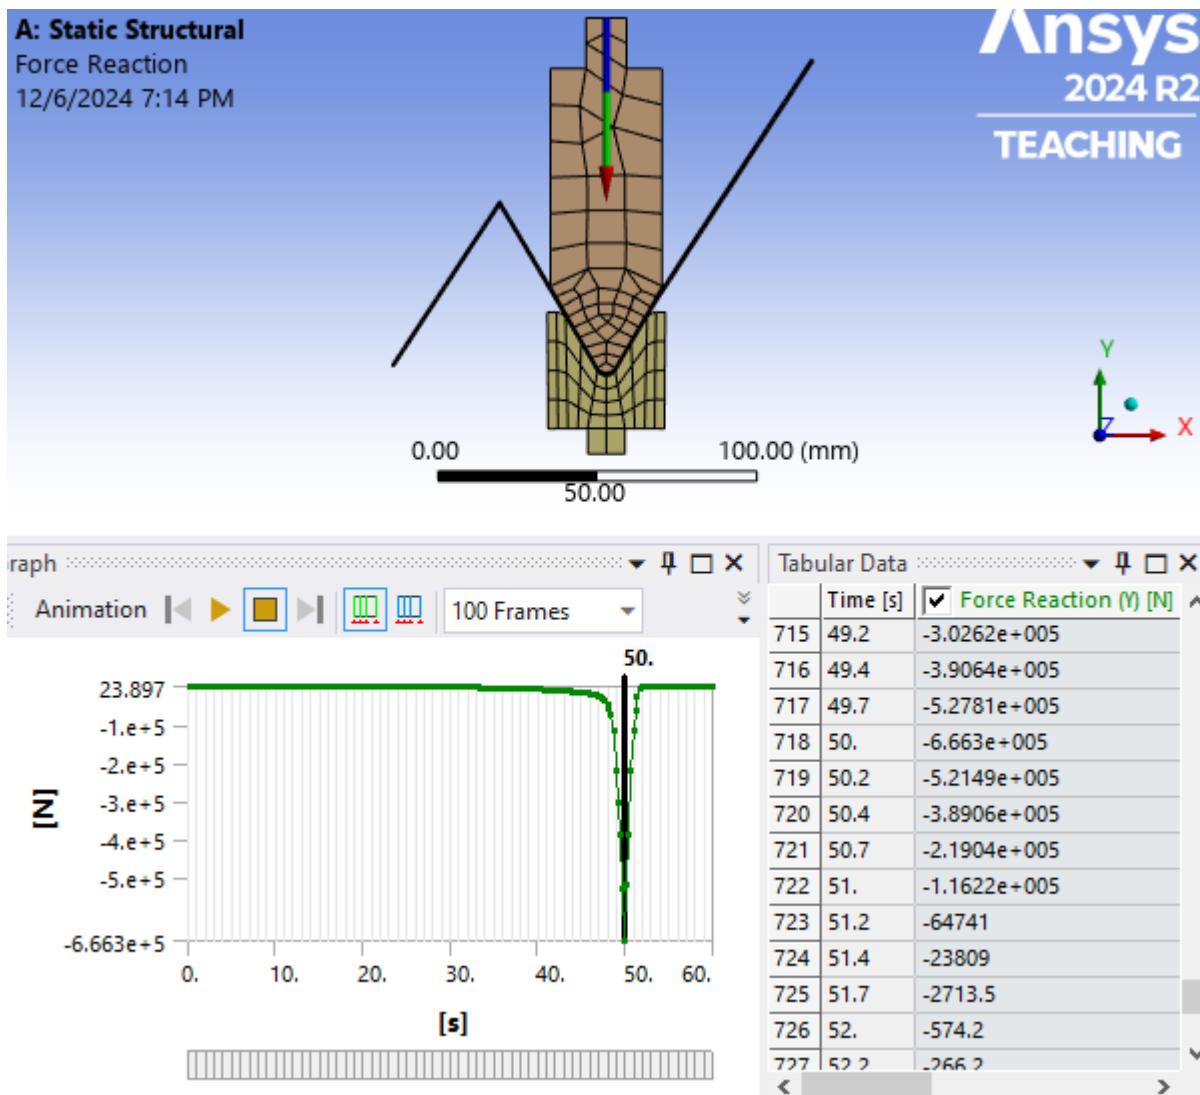 A: Static Structural
Force Reaction
12/6/2024 7:14 PM
Ansys
2024 R2
TEACHING
Y
Z
X
0.00
100.00 (mm)
50.00
raph
Animation
100 Frames
50.
23.897
-1.e+5
-2.e+5
-3.e+5
-4.e+5
-5.e+5
-6.663e+5
[N]
0. 10. 20. 30. 40. 50. 60.
[s]
Tabular Data
Time [s] Force Reaction (Y) [N]
715 49.2 -3.0262e+005
716 49.4 -3.9064e+005
717 49.7 -5.2781e+005
718 50. -6.663e+005
719 50.2 -5.2149e+005
720 50.4 -3.8906e+005
721 50.7 -2.1904e+005
722 51. -1.1622e+005
723 51.2 -64741
724 51.4 -23809
725 51.7 -2713.5
726 52. -574.2
727 52.2 -266.2